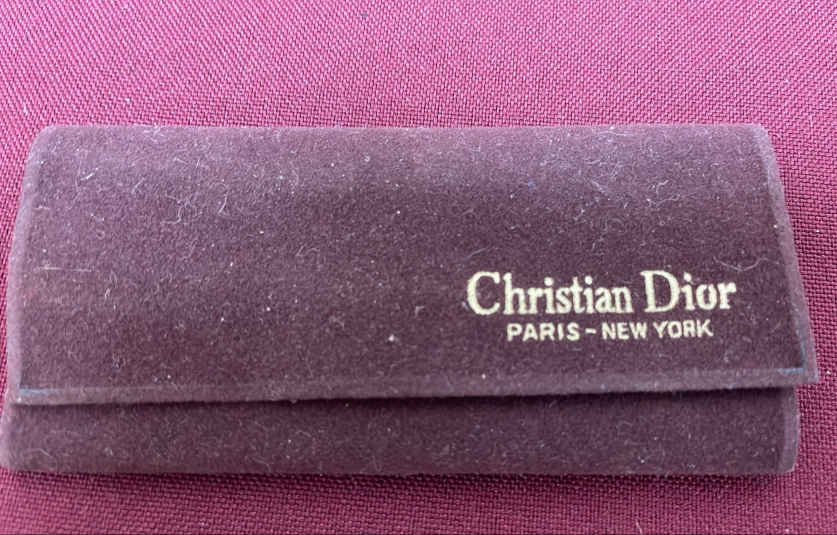 Christian Dior
PARIS - NEW YORK